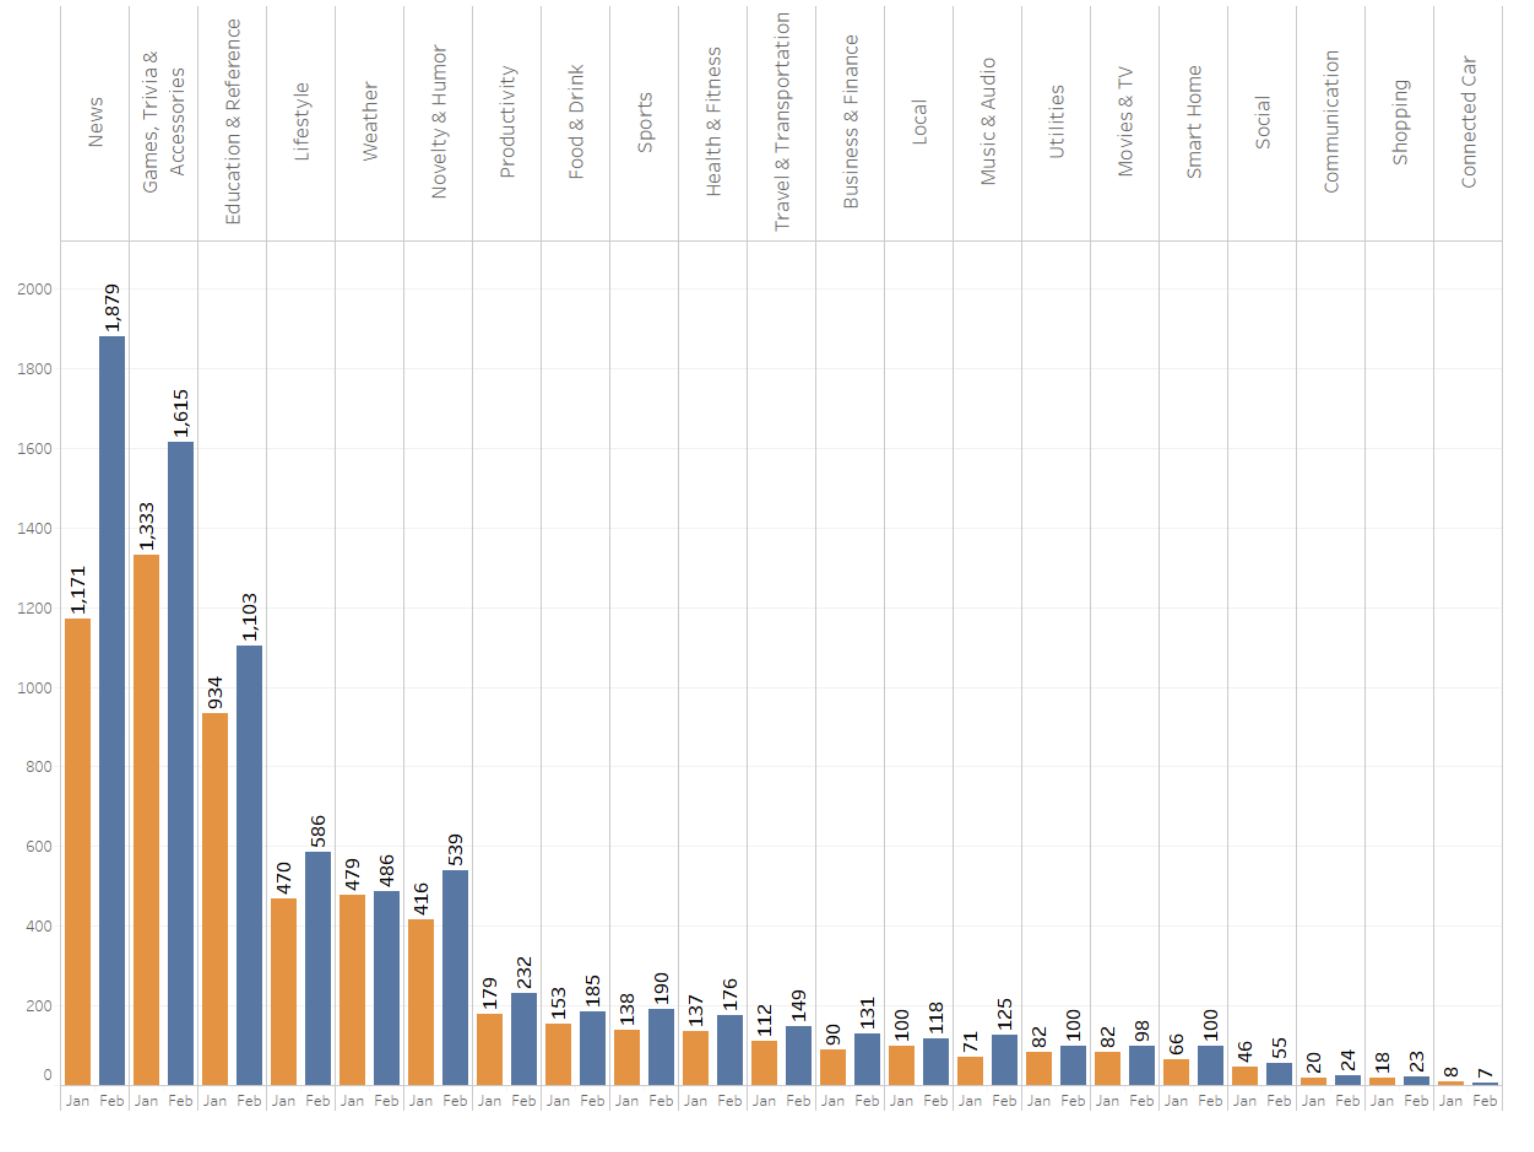 News
Games, Trivia &
Accessories
Education & Reference
Lifestyle
Weather
Novelty & Humor
Productivity
Food & Drink
Sports
Health & Fitness
Travel & Transportation
Business & Finance
Local
Music & Audio
Utilities
Movies & TV
Smart Home
Social
Communication
Shopping
Connected Car
2000
1800
1600
1400
1200
1000
800
600
400
200
0
1,171
1,879
1,333
1,615
934
1,103
470
586
479
486
416
539
179
232
153
185
138
190
137
176
112
149
90
131
100
118
71
125
82
100
82
98
66
100
46
55
20
24
18
23
8
7
Jan Feb Jan Feb Jan Feb Jan Feb Jan Feb Jan Feb Jan Feb Jan Feb Jan Feb Jan Feb Jan Feb Jan Feb Jan Feb Jan Feb Jan Feb Jan Feb Jan Feb Jan Feb Jan Feb Jan Feb Jan Feb